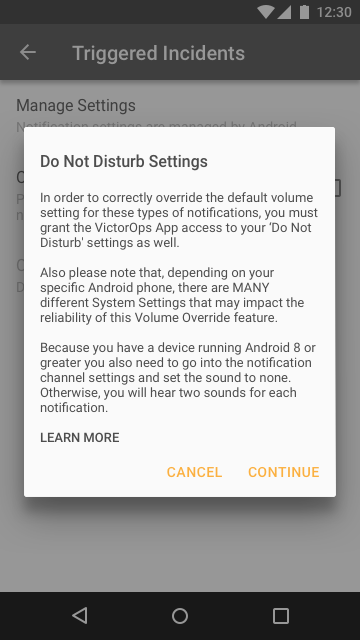 12:30
Triggered Incidents
Manage Settings
Notification settings are managed by Android
Do Not Disturb Settings
In order to correctly override the default volume
setting for these types of notifications, you must
grant the VictorOps App access to your 'Do Not
Disturb' settings as well.
Also please note that, depending on your
specific Android phone, there are MANY
different System Settings that may impact the
reliability of this Volume Override feature.
Because you have a device running Android 8 or
greater you also need to go into the notification
channel settings and set the sound to none.
Otherwise, you will hear two sounds for each
notification.
LEARN MORE
CANCEL CONTINUE